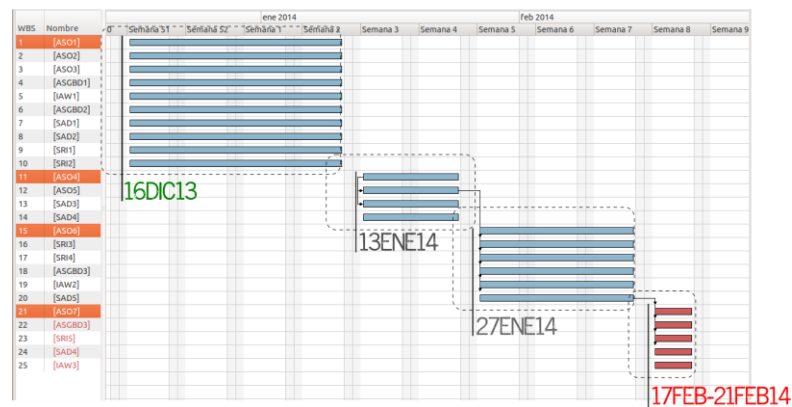 ene 2014 feb 2014
WBS Nombre Semana 51 Semana 52 Semana 1 Semana 2 Semana 3 Semana 4 Semana 5 Semana 6 Semana 7 Semana 8 Semana 9
1 [ASO1]
2 [ASO2]
3 [ASO3]
4 [ASGBD1]
5 [IAW1]
6 [ASGBD2]
7 [SAD1]
8 [SAD2]
9 [SRI1]
10 [SRI2]
16DIC13
11 [ASO4]
12 [ASO5]
13 [SAD3]
14 [SAD4]
13ENE14
15 [ASO6]
16 [SRI3]
17 [SRI4]
18 [ASGBD3]
19 [IAW2]
20 [SAD5]
27ENE14
21 [ASO7]
22 [ASGBD3]
23 [SRI5]
24 [SAD4]
25 [IAW3]
17FEB-21FEB14